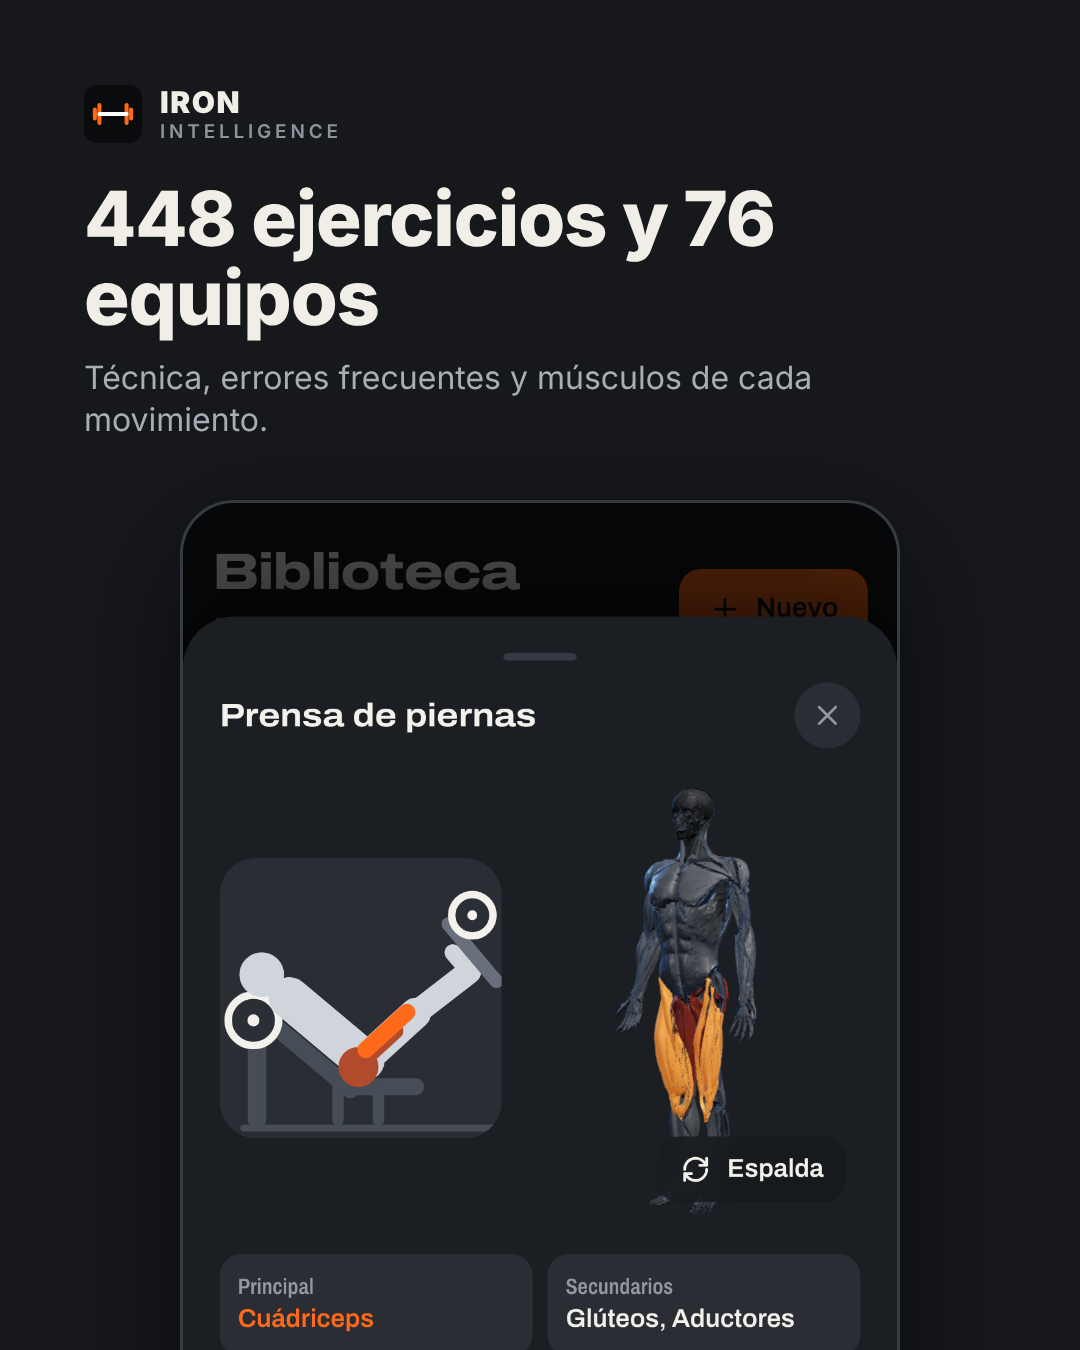 IRON
INTELLIGENCE
448 ejercicios y 76
equipos
Técnica, errores frecuentes y músculos de cada
movimiento.
Biblioteca
+ Nuevo
Prensa de piernas
Espalda
Principal
Cuádriceps
Secundarios
Glúteos, Aductores